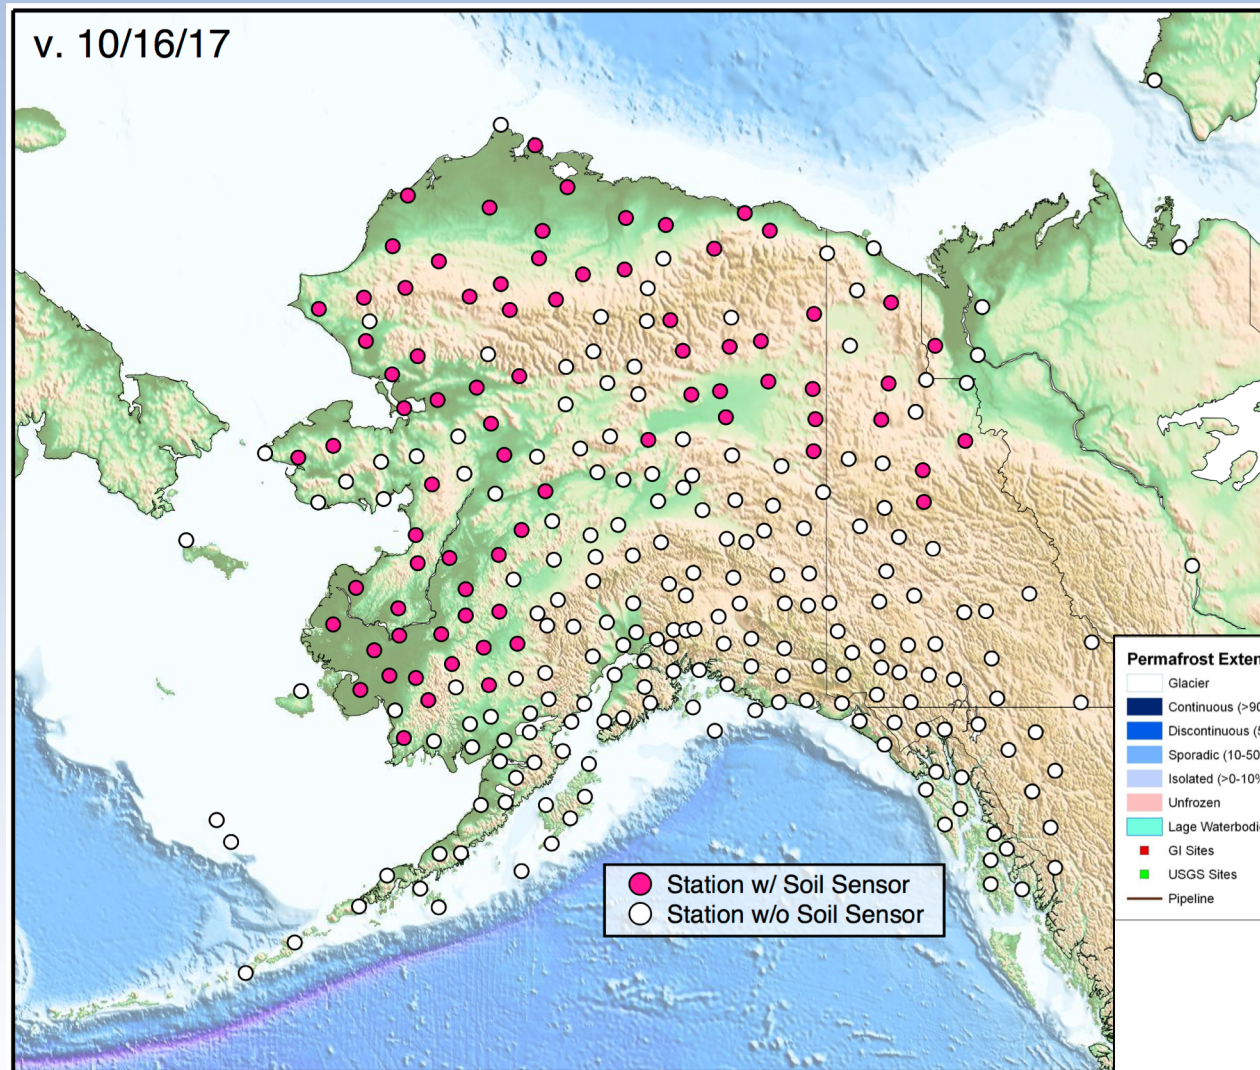 v. 10/16/17
Station w/ Soil Sensor
Station w/o Soil Sensor
Permafrost Exten
Glacier
Continuous (>90
Discontinuous (
Sporadic (10-50
Isolated (>0-10%
Unfrozen
Lage Waterbodi
GI Sites
USGS Sites
Pipeline